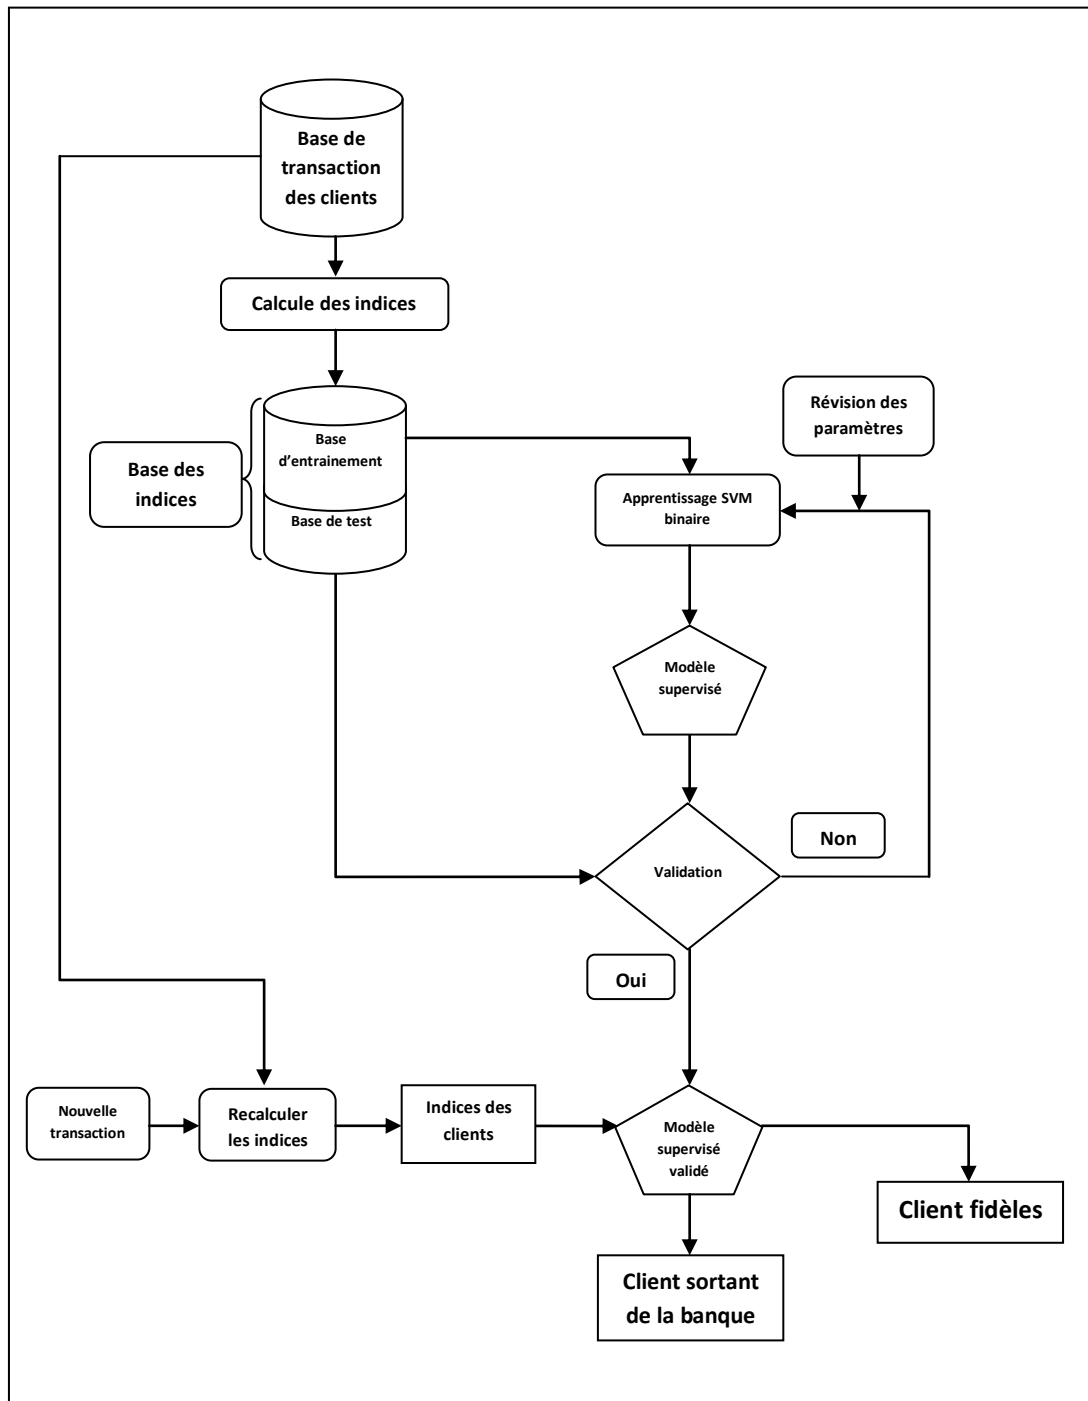 Base de
transaction
des clients
Calcule des indices
Base
d'entrainement
Base des
indices
Base de test
Révision des
paramètres
Apprentissage SVM
binaire
Modèle
supervisé
Validation
Non
Oui
Nouvelle
transaction
Recalculer
les indices
Indices des
clients
Modèle
supervisé
validé
Client fidèles
Client sortant
de la banque